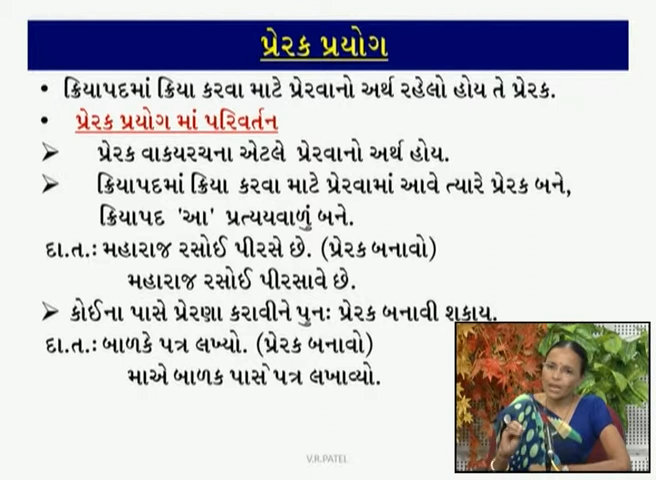 પ્રેરક પ્રયોગ
• ક્રિયાપદમાં ક્રિયા કરવા માટે પ્રેરવાનો અર્થ રહેલો હોય તે પ્રેરક.
• પ્રેરક પ્રયોગ માં પરિવર્તન
➢ પ્રેરક વાકયરચના એટલે પ્રેરવાનો અર્થ હોય.
➢ ક્રિયાપદમાં ક્રિયા કરવા માટે પ્રેરવામાં આવે ત્યારે પ્રેરક બને,
ક્રિયાપદ 'આ' પ્રત્યયવાળું બને.
દા.ત.: મહારાજ રસોઈ પીરસે છે. (પ્રેરક બનાવો)
મહારાજ રસોઈ પીરસાવે છે.
➢ કોઈના પાસે પ્રેરણા કરાવીને પુનઃ પ્રેરક બનાવી શકાય.
દા.ત.: બાળકે પત્ર લખ્યો. (પ્રેરક બનાવો)
માએ બાળક પાસે પત્ર લખાવ્યો.
V.R.PATEL